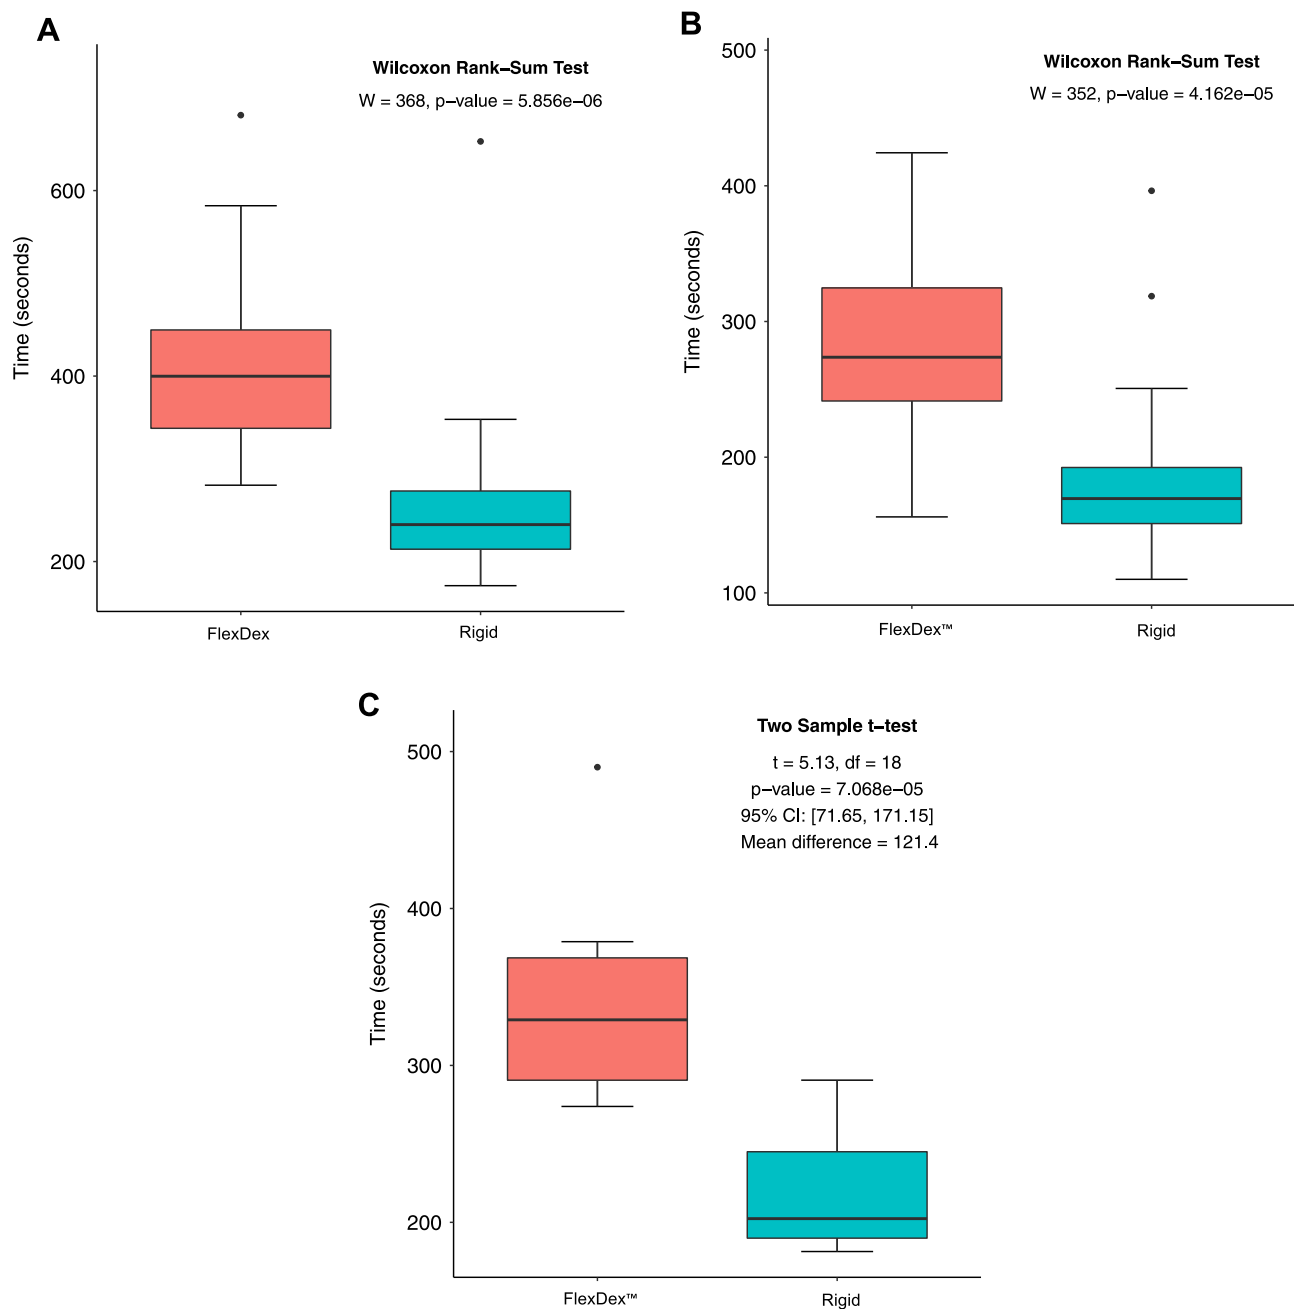 A
Wilcoxon Rank–Sum Test
W = 368, p–value = 5.856e–06
Time (seconds)
600
400
200
FlexDex
Rigid
B
Wilcoxon Rank–Sum Test
W = 352, p–value = 4.162e–05
Time (seconds)
500
400
300
200
100
FlexDex™
Rigid
C
Two Sample t–test
t = 5.13, df = 18
p–value = 7.068e–05
95% CI: [71.65, 171.15]
Mean difference = 121.4
Time (seconds)
500
400
300
200
FlexDex™
Rigid